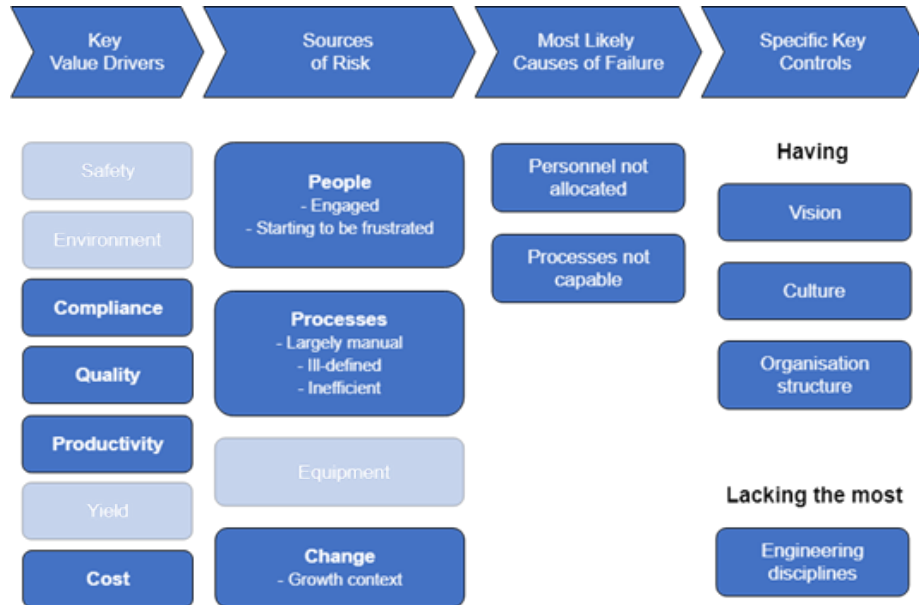 Key
Value Drivers
Sources
of Risk
Most Likely
Causes of Failure
Specific Key
Controls
Safety
Environment
Compliance
Quality
Productivity
Yield
Cost
People
- Engaged
- Starting to be frustrated
Processes
- Largely manual
- Ill-defined
- Inefficient
Equipment
Change
- Growth context
Personnel not
allocated
Processes not
capable
Having
Vision
Culture
Organisation
structure
Lacking the most
Engineering
disciplines